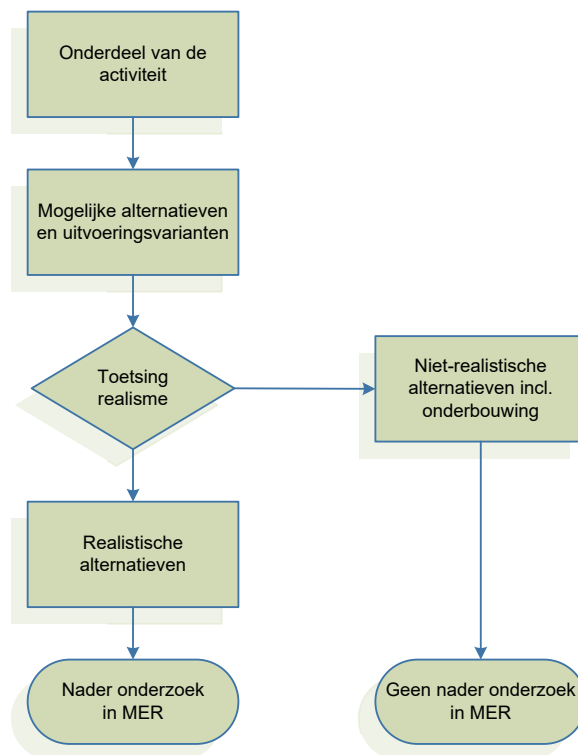 Onderdeel van de
activiteit
Mogelijke alternatieven
en uitvoeringsvarianten
Toetsing
realisme
Niet-realistische
alternatieven incl.
onderbouwing
Realistische
alternatieven
Nader onderzoek
in MER
Geen nader onderzoek
in MER